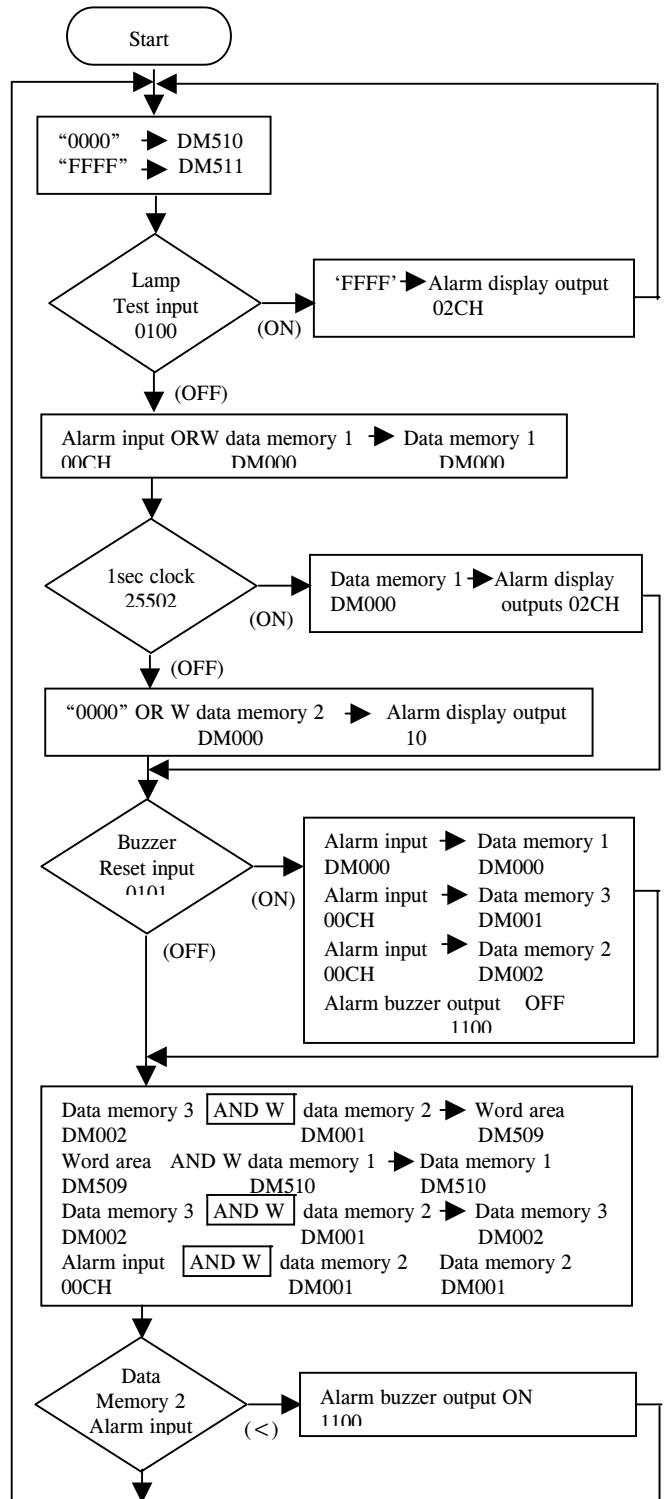 Start
“0000” → DM510
“FFFF” → DM511
Lamp
Test input
0100
(ON)
‘FFFF’ → Alarm display output
02CH
(OFF)
Alarm input ORW data memory 1 → Data memory 1
00CH DM000 DM000
1sec clock
25502
(ON)
Data memory 1 → Alarm display
DM000 outputs 02CH
(OFF)
“0000” OR W data memory 2 → Alarm display output
DM000 10
Buzzer
Reset input
0101
(ON)
Alarm input → Data memory 1
DM000 DM000
Alarm input → Data memory 3
00CH DM001
Alarm input → Data memory 2
00CH DM002
Alarm buzzer output OFF
1100
(OFF)
Data memory 3 AND W data memory 2 → Word area
DM002 DM001 DM509
Word area AND W data memory 1 → Data memory 1
DM509 DM510 DM510
Data memory 3 AND W data memory 2 → Data memory 3
DM002 DM001 DM002
Alarm input AND W data memory 2 Data memory 2
00CH DM001 DM001
Data
Memory 2
Alarm input
(<)
Alarm buzzer output ON
1100